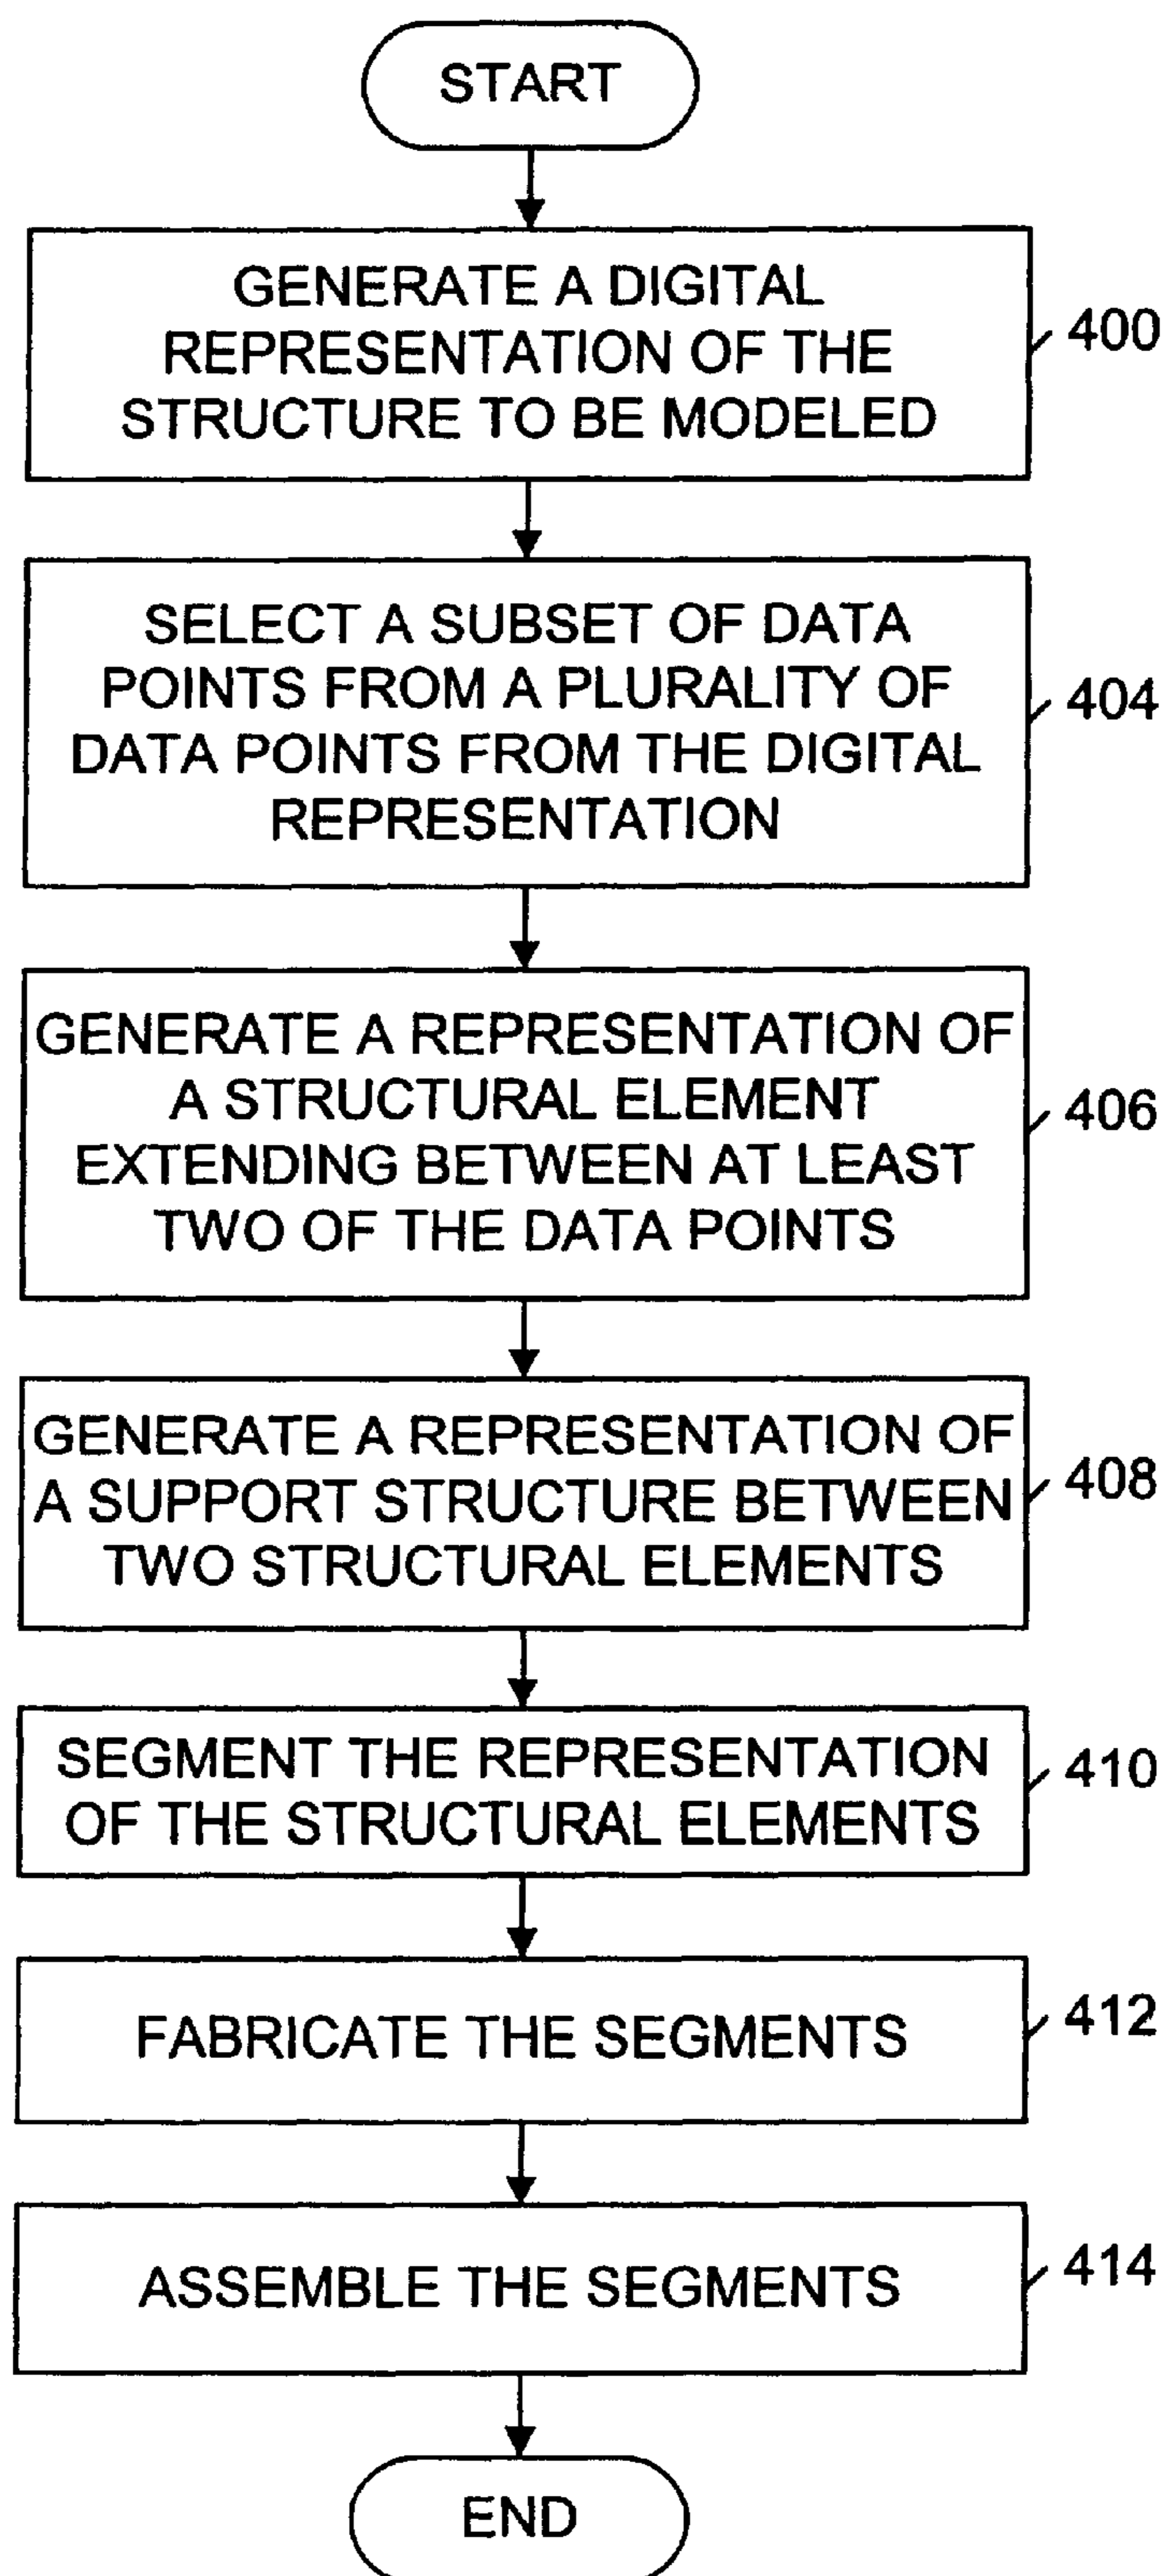 START
GENERATE A DIGITAL
REPRESENTATION OF THE
STRUCTURE TO BE MODELED
400
SELECT A SUBSET OF DATA
POINTS FROM A PLURALITY OF
DATA POINTS FROM THE DIGITAL
REPRESENTATION
404
GENERATE A REPRESENTATION OF
A STRUCTURAL ELEMENT
EXTENDING BETWEEN AT LEAST
TWO OF THE DATA POINTS
406
GENERATE A REPRESENTATION OF
A SUPPORT STRUCTURE BETWEEN
TWO STRUCTURAL ELEMENTS
408
SEGMENT THE REPRESENTATION
OF THE STRUCTURAL ELEMENTS
410
FABRICATE THE SEGMENTS
412
ASSEMBLE THE SEGMENTS
414
END